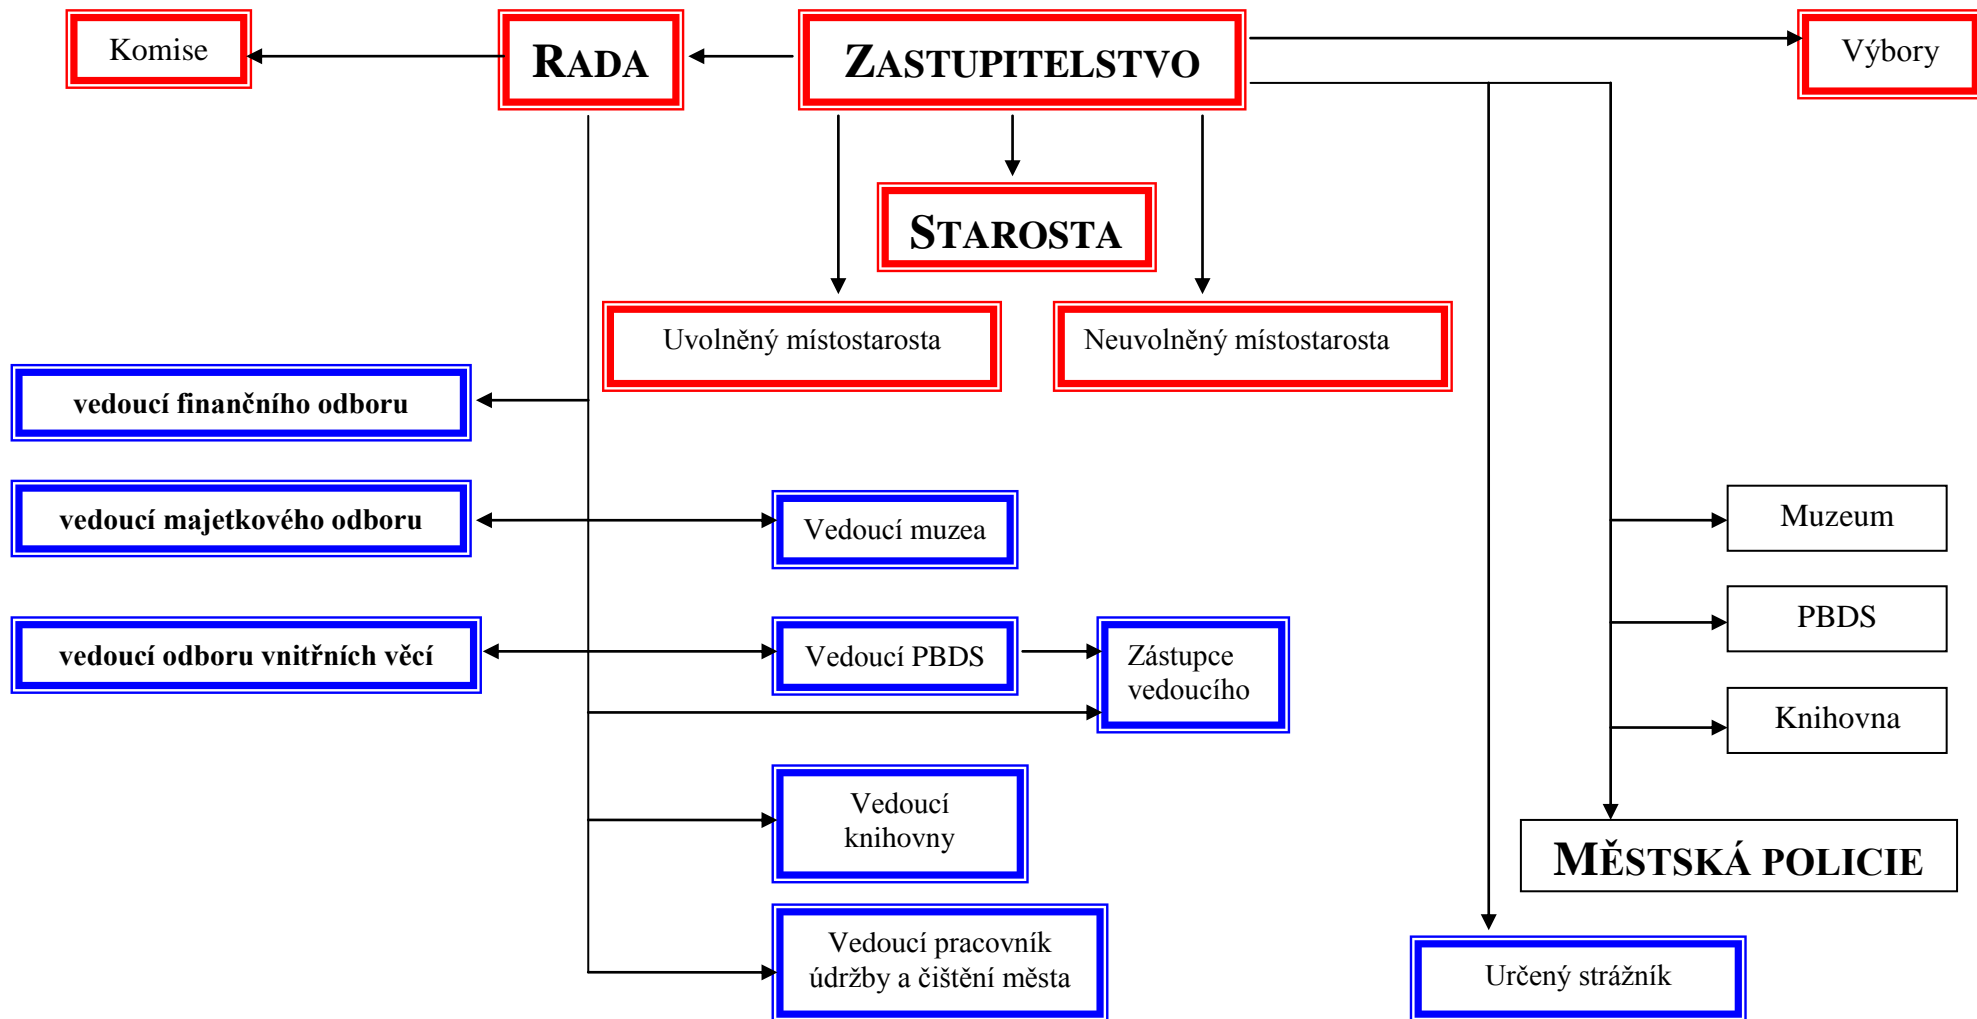 Komise
RADA
ZASTUPITELSTVO
Výbory
STAROSTA
Uvolněný místostarosta
Neuvolněný místostarosta
vedoucí finančního odboru
vedoucí majetkového odboru
Vedoucí muzea
Muzeum
vedoucí odboru vnitřních věcí
Vedoucí PBDS
Zástupce
vedoucího
PBDS
Knihovna
Vedoucí
knihovny
MĚSTSKÁ POLICIE
Vedoucí pracovník
údržby a čištění města
Určený strážník